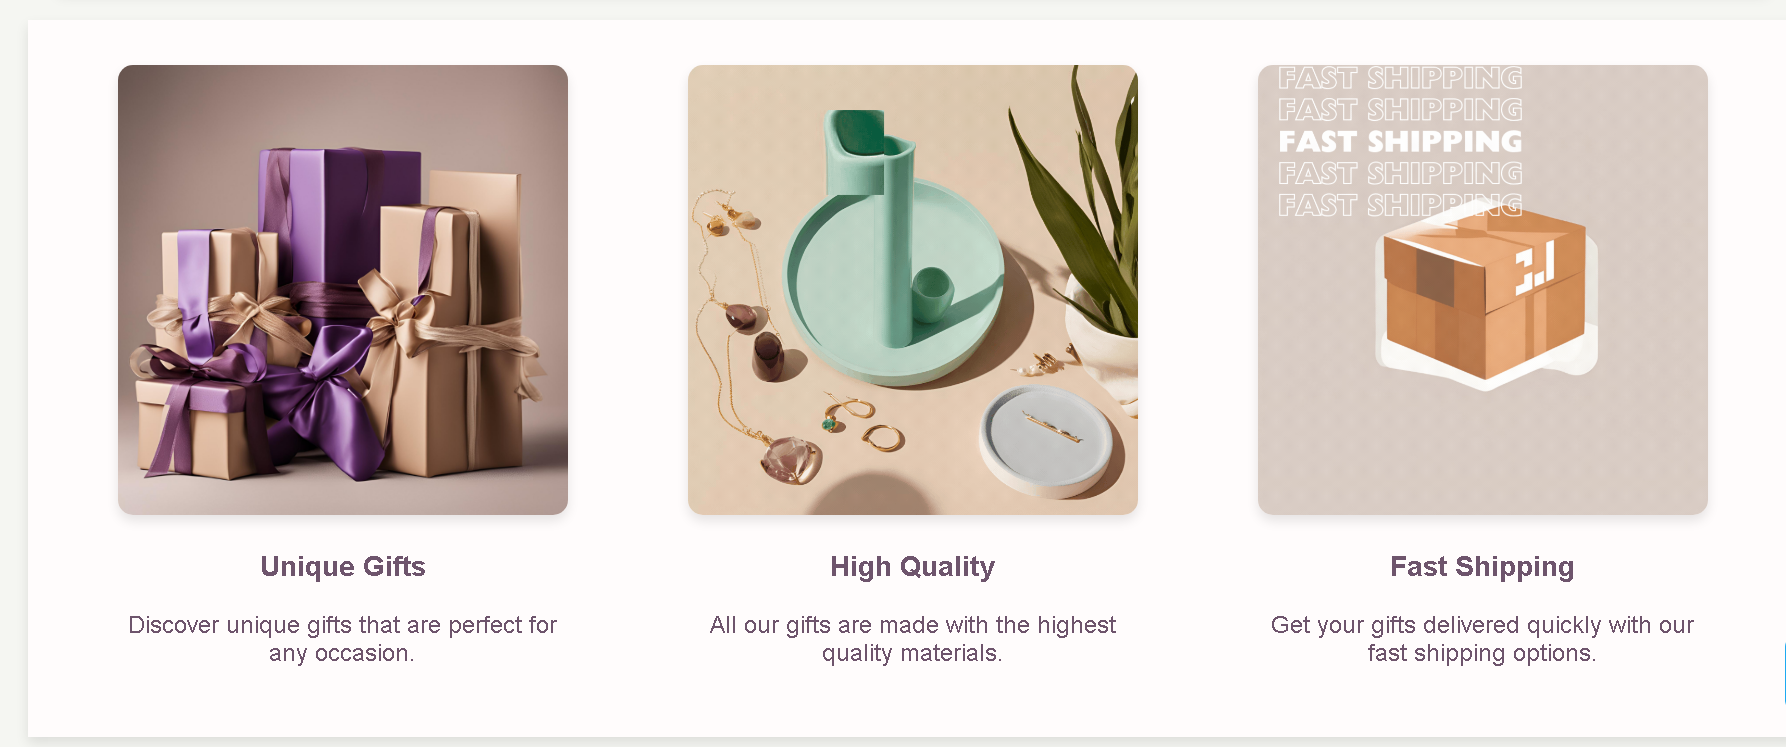 FAST SHIPPING
FAST SHIPPING
FAST SHIPPING
FAST SHIPPING
FAST SHIPPING
Unique Gifts
Discover unique gifts that are perfect for
any occasion.
High Quality
All our gifts are made with the highest
quality materials.
Fast Shipping
Get your gifts delivered quickly with our
fast shipping options.